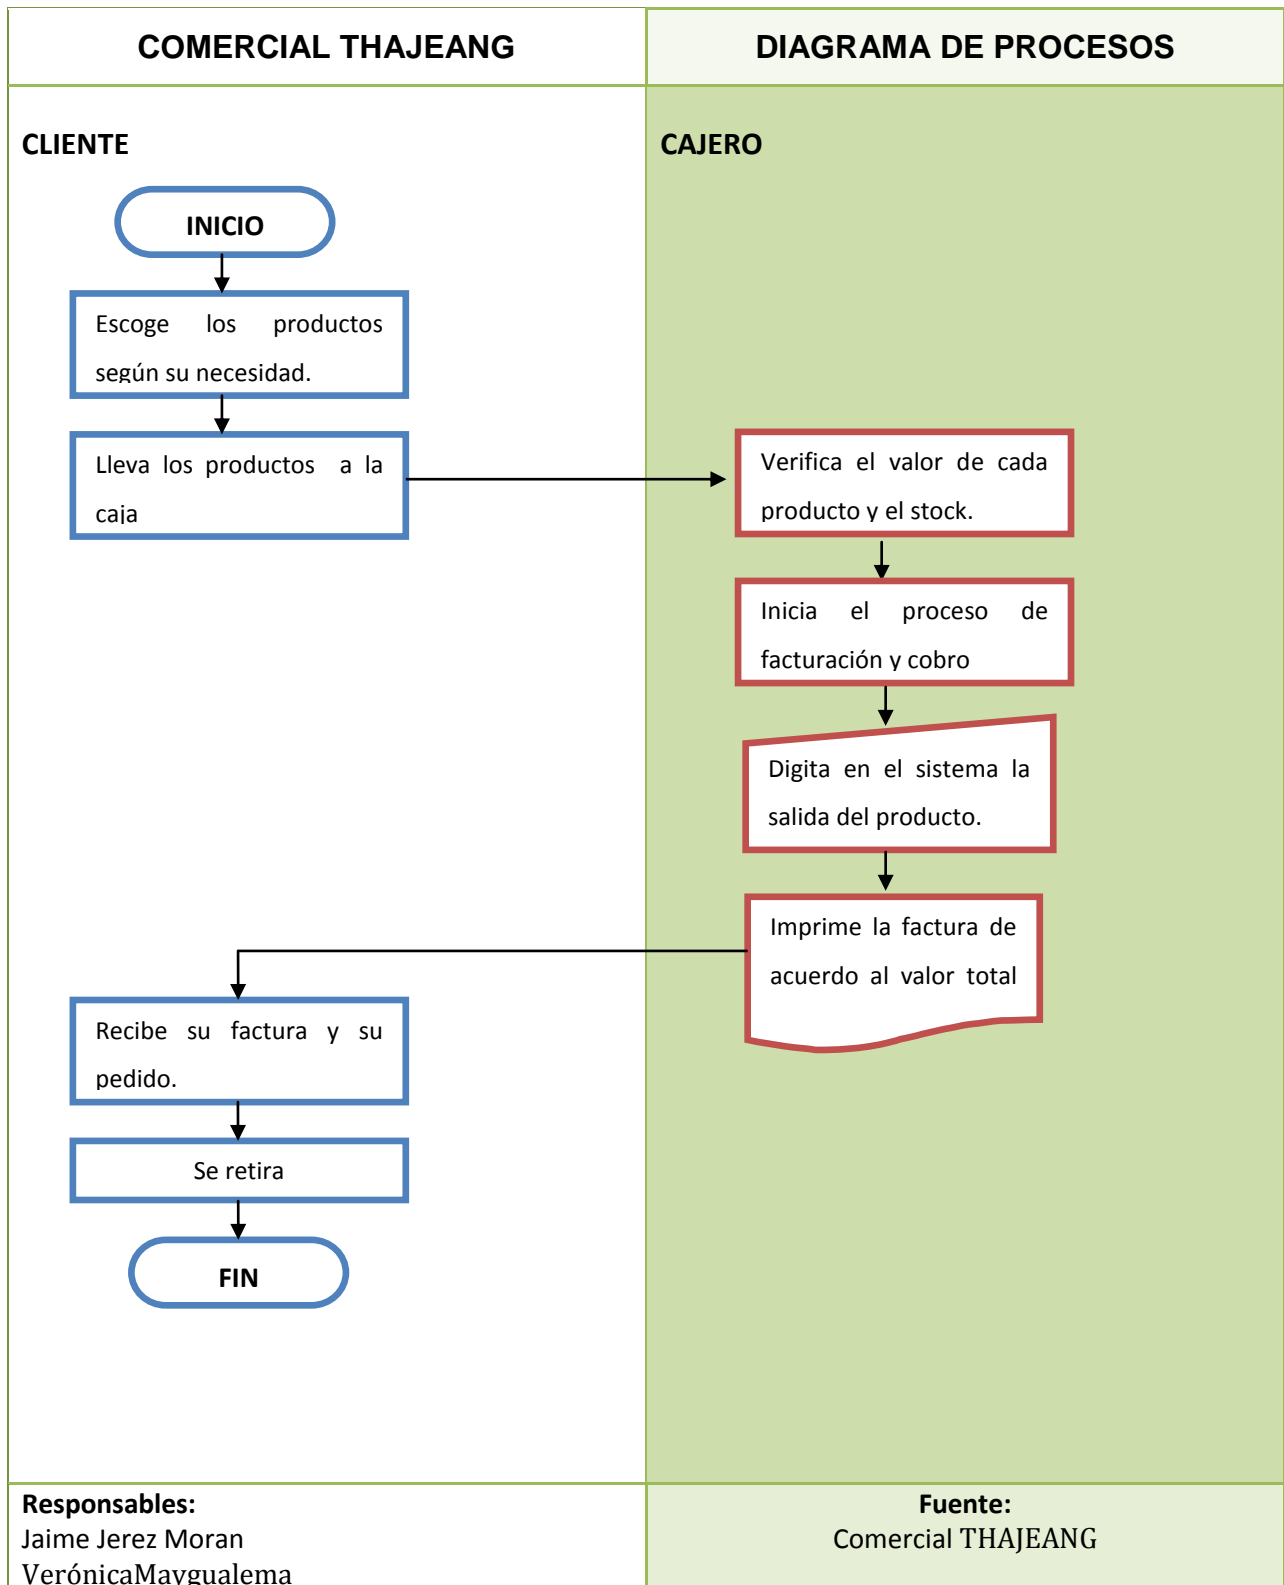 COMERCIAL THAJEANG
DIAGRAMA DE PROCESOS
CLIENTE
CAJERO
INICIO
Escoge los productos
según su necesidad.
Lleva los productos a la
caja
Verifica el valor de cada
producto y el stock.
Inicia el proceso de
facturación y cobro
Digita en el sistema la
salida del producto.
Imprime la factura de
acuerdo al valor total
Recibe su factura y su
pedido.
Se retira
FIN
Responsables:
Jaime Jerez Moran
VerónicaMaygualema
Fuente:
Comercial THAJEANG